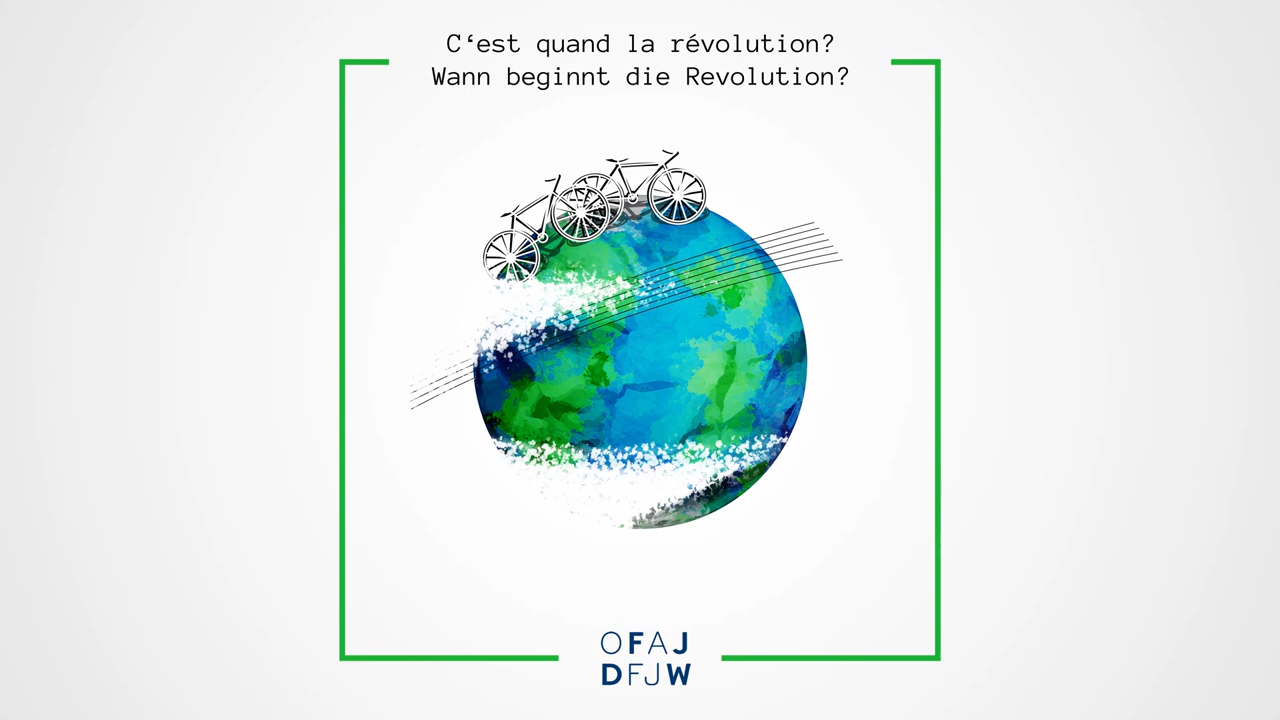 C‘est quand la révolution?
Wann beginnt die Revolution?
OFAJ
DFJW